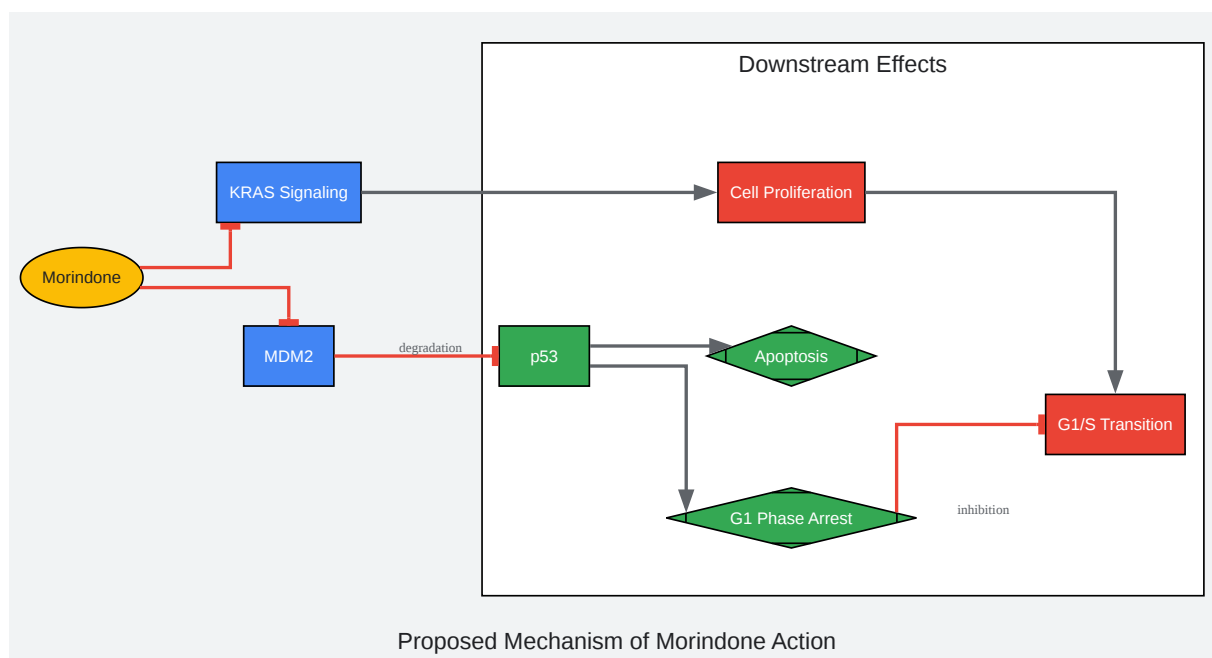 Downstream Effects
KRAS Signaling
Cell Proliferation
Morindone
MDM2
degradation
p53
Apoptosis
G1/S Transition
G1 Phase Arrest
inhibition
Proposed Mechanism of Morindone Action